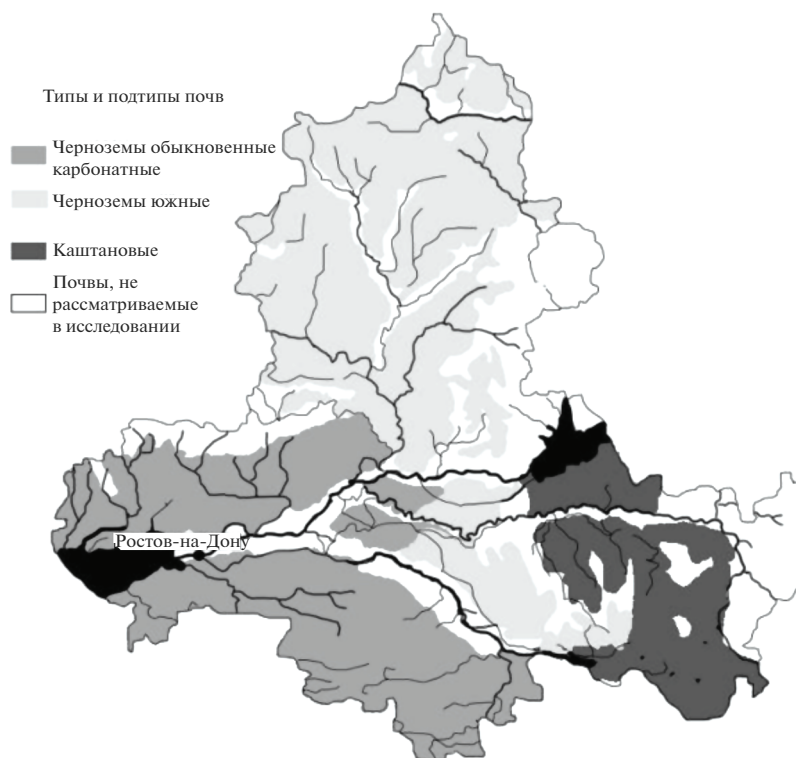 Типы и подтипы почв
Черноземы обыкновенные
карбонатные
Черноземы южные
Каштановые
Почвы, не
рассматриваемые
в исследовании
Ростов-на-Дону